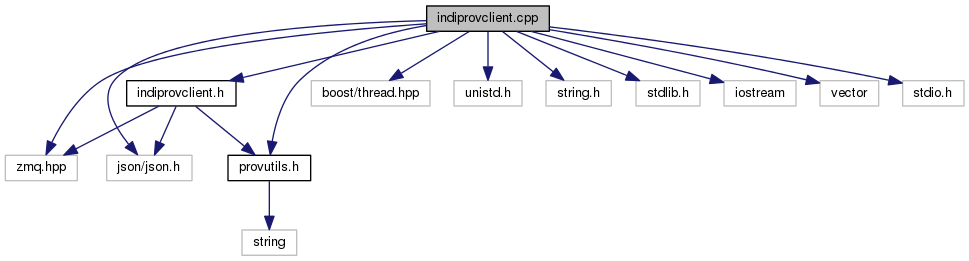 indiprovclient.cpp
indiprovclient.h
boost/thread.hpp
unistd.h
string.h
stdlib.h
iostream
vector
stdio.h
zmq.hpp
json/json.h
provutils.h
string